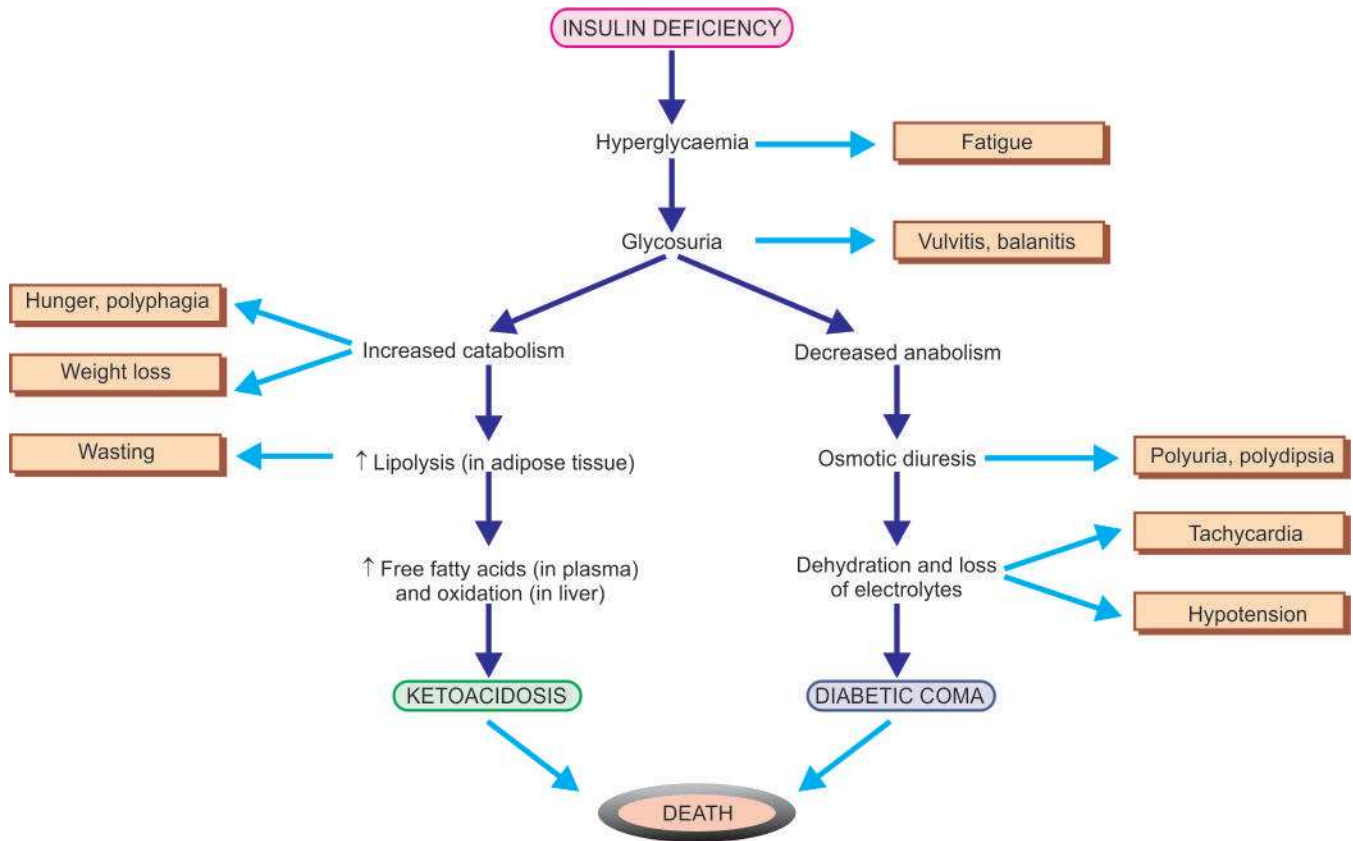 INSULIN DEFICIENCY
Hyperglycaemia
Fatigue
Glycosuria
Vulvitis, balanitis
Hunger, polyphagia
Increased catabolism
Decreased anabolism
Weight loss
Wasting
↑ Lipolysis (in adipose tissue)
Osmotic diuresis
Polyuria, polydipsia
Tachycardia
↑ Free fatty acids (in plasma)
and oxidation (in liver)
Dehydration and loss
of electrolytes
Hypotension
KETOACIDOSIS
DIABETIC COMA
DEATH